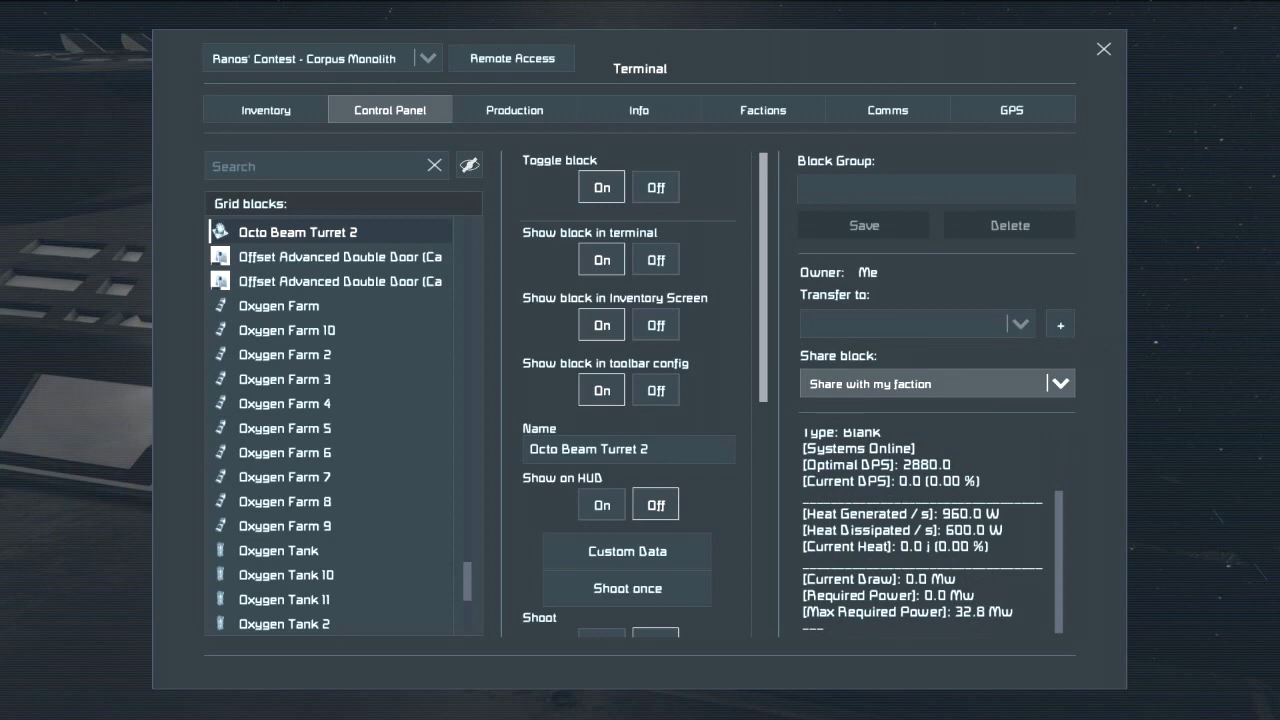 Ranos' Contest - Corpus Monolith
Remote Access
Terminal
Inventory
Control Panel
Production
Info
Factions
Comms
GPS
Search
Grid blocks:
Octo Beam Turret 2
Offset Advanced Double Door (Ca
Offset Advanced Double Door (Ca
Oxygen Farm
Oxygen Farm 10
Oxygen Farm 2
Oxygen Farm 3
Oxygen Farm 4
Oxygen Farm 5
Oxygen Farm 6
Oxygen Farm 7
Oxygen Farm 8
Oxygen Farm 9
Oxygen Tank
Oxygen Tank 10
Oxygen Tank 11
Oxygen Tank 2
Toggle block
On Off
Show block in terminal
On Off
Show block in Inventory Screen
On Off
Show block in toolbar config
On Off
Name
Octo Beam Turret 2
Show on HUD
On Off
Custom Data
Shoot once
Shoot
Block Group:
Save
Delete
Owner: Me
Transfer to:
+
Share block:
Share with my faction
Type: Blank
[Systems Online]
[Optimal DPS]: 2880.0
[Current DPS]: 0.0 (0.00 %)
[Heat Generated / s]: 960.0 W
[Heat Dissipated / s]: 600.0 W
[Current Heat]: 0.0 j (0.00 %)
[Current Draw]: 0.0 Mw
[Required Power]: 0.0 Mw
[Max Required Power]: 32.8 Mw